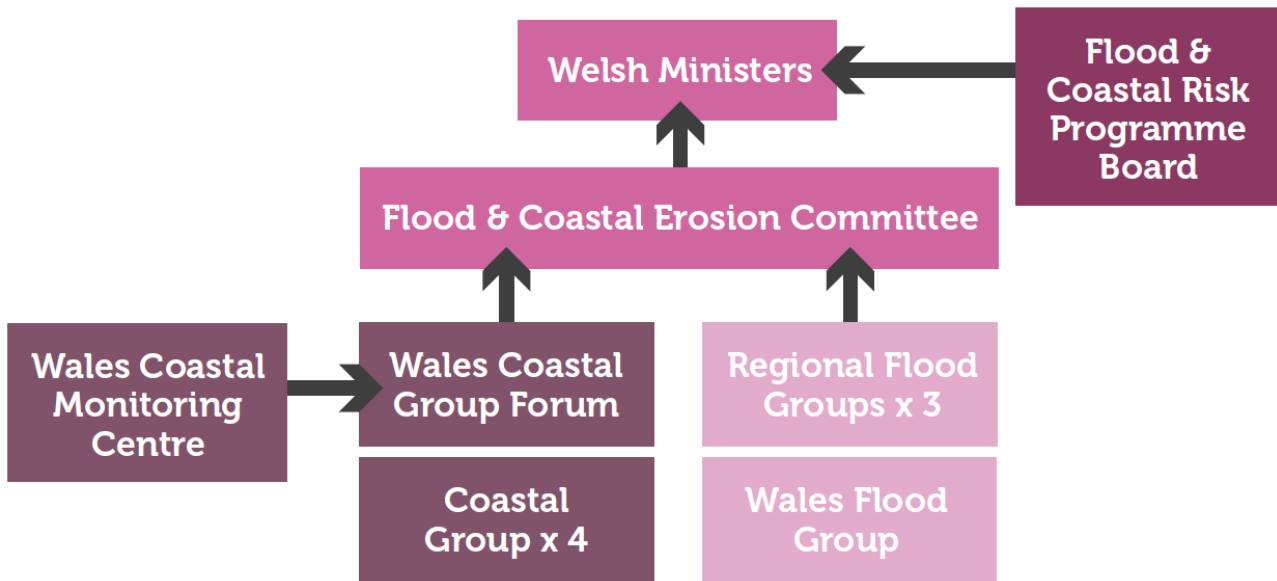 Welsh Ministers
Flood &
Coastal Risk
Programme
Board
Flood & Coastal Erosion Committee
Wales Coastal
Monitoring
Centre
Wales Coastal
Group Forum
Regional Flood
Groups x 3
Coastal
Group x 4
Wales Flood
Group